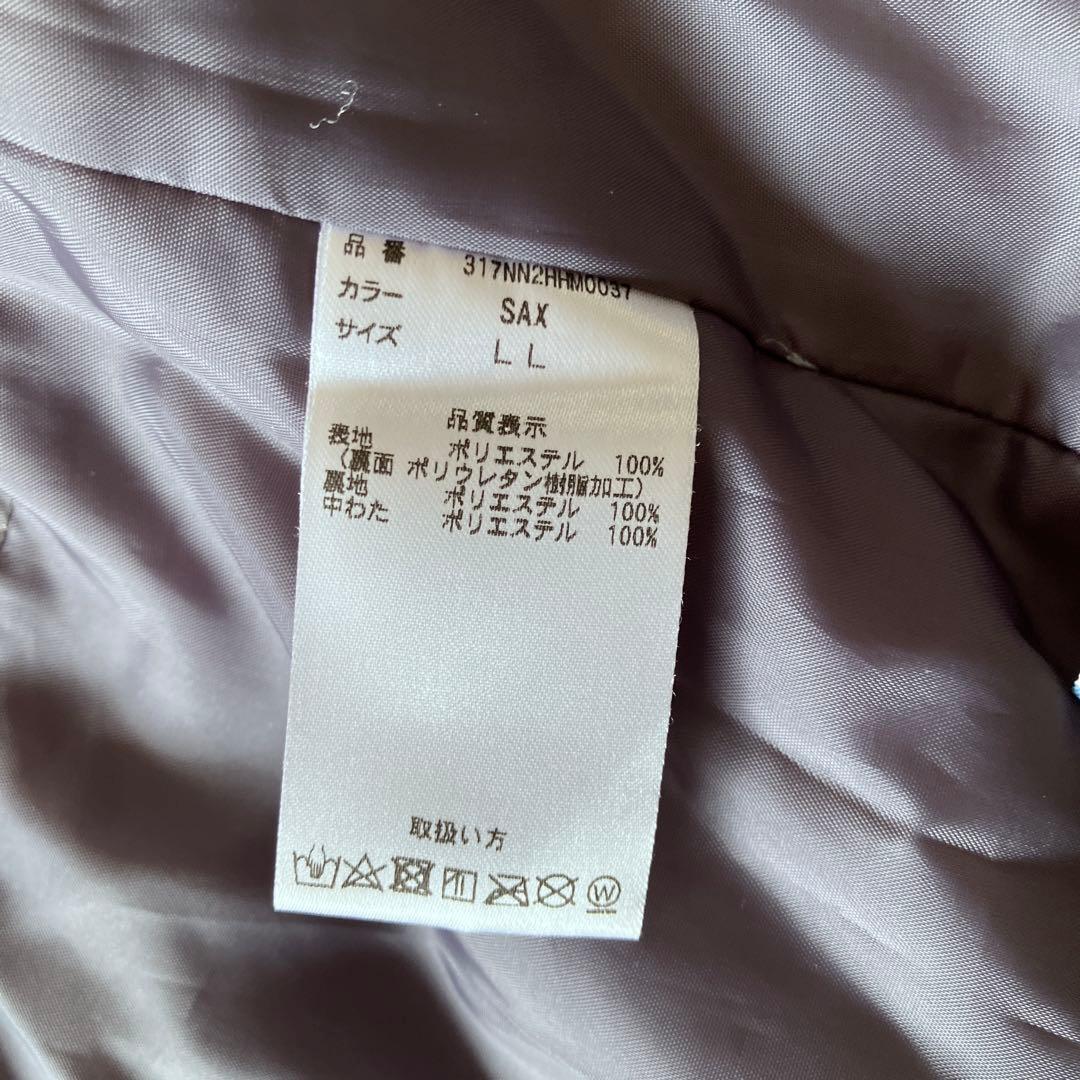 品番 317NN2HHM0037
カラー SAX
サイズ LL
品質表示
表地 ポリエステル 100%
(裏面 ポリウレタン樹脂加工)
裏地 ポリエステル 100%
中わた ポリエステル 100%
取扱い方
W